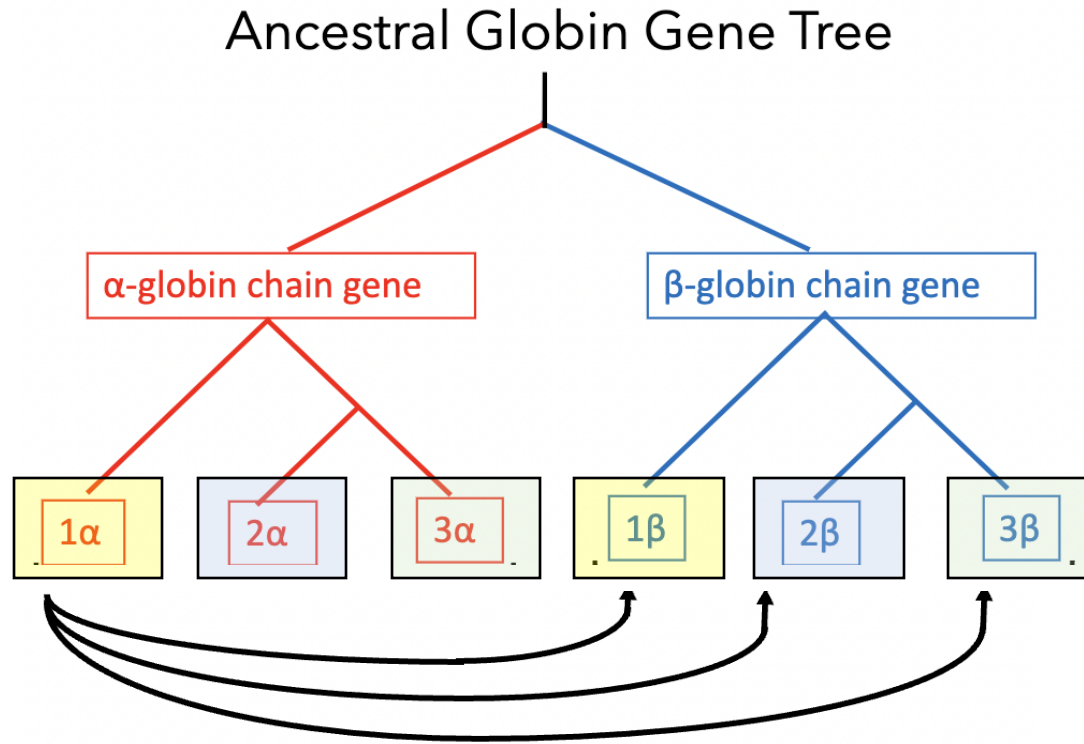 Ancestral Globin Gene Tree
α-globin chain gene
β-globin chain gene
1α
2α
3α
1β
2β
3β